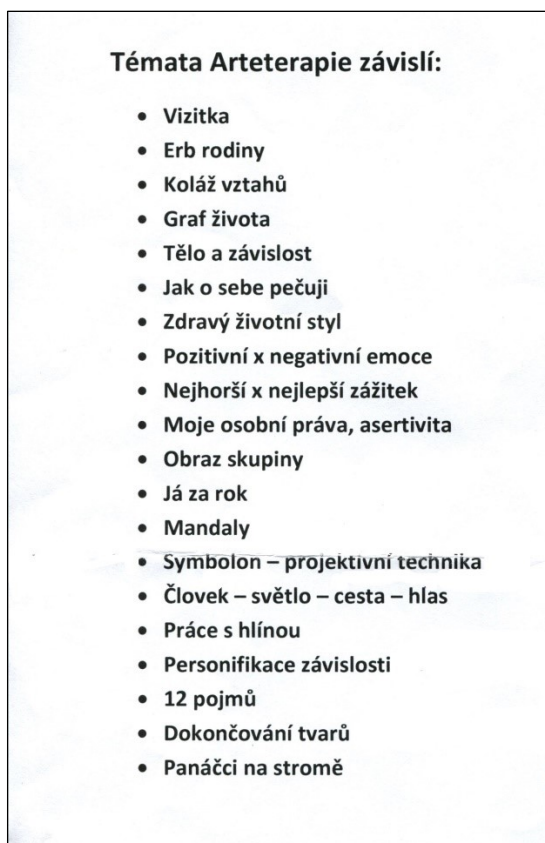 Témata Arteterapie závislí:
• Vizitka
• Erb rodiny
• Koláž vztahů
• Graf života
• Tělo a závislost
• Jak o sebe pečuji
• Zdravý životní styl
• Pozitivní x negativní emoce
• Nejhorší x nejlepší zážitek
• Moje osobní práva, asertivita
• Obraz skupiny
• Já za rok
• Mandaly
• Symbolon – projektivní technika
• Človek – světlo – cesta – hlas
• Práce s hlínou
• Personifikace závislosti
• 12 pojmů
• Dokončování tvarů
• Panáčci na stromě